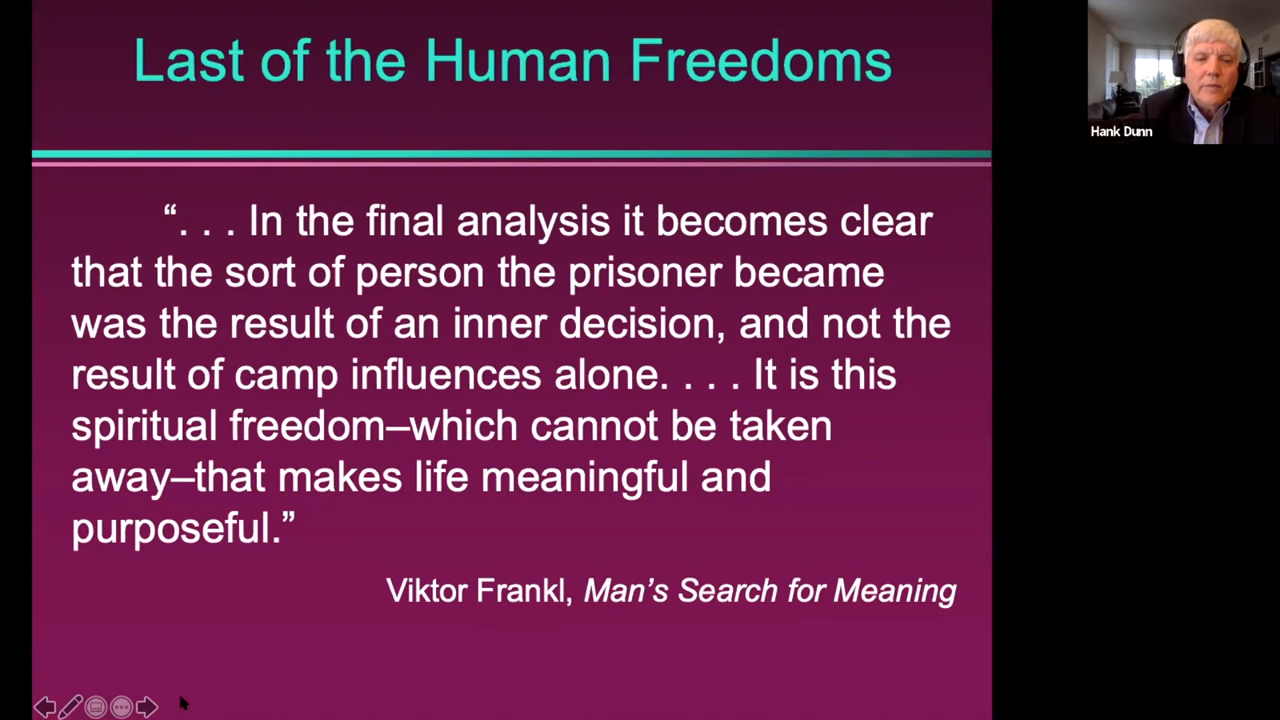 Last of the Human Freedoms
“. . . In the final analysis it becomes clear
that the sort of person the prisoner became
was the result of an inner decision, and not the
result of camp influences alone. . . . It is this
spiritual freedom–which cannot be taken
away–that makes life meaningful and
purposeful.”
Viktor Frankl, Man’s Search for Meaning
Hank Dunn